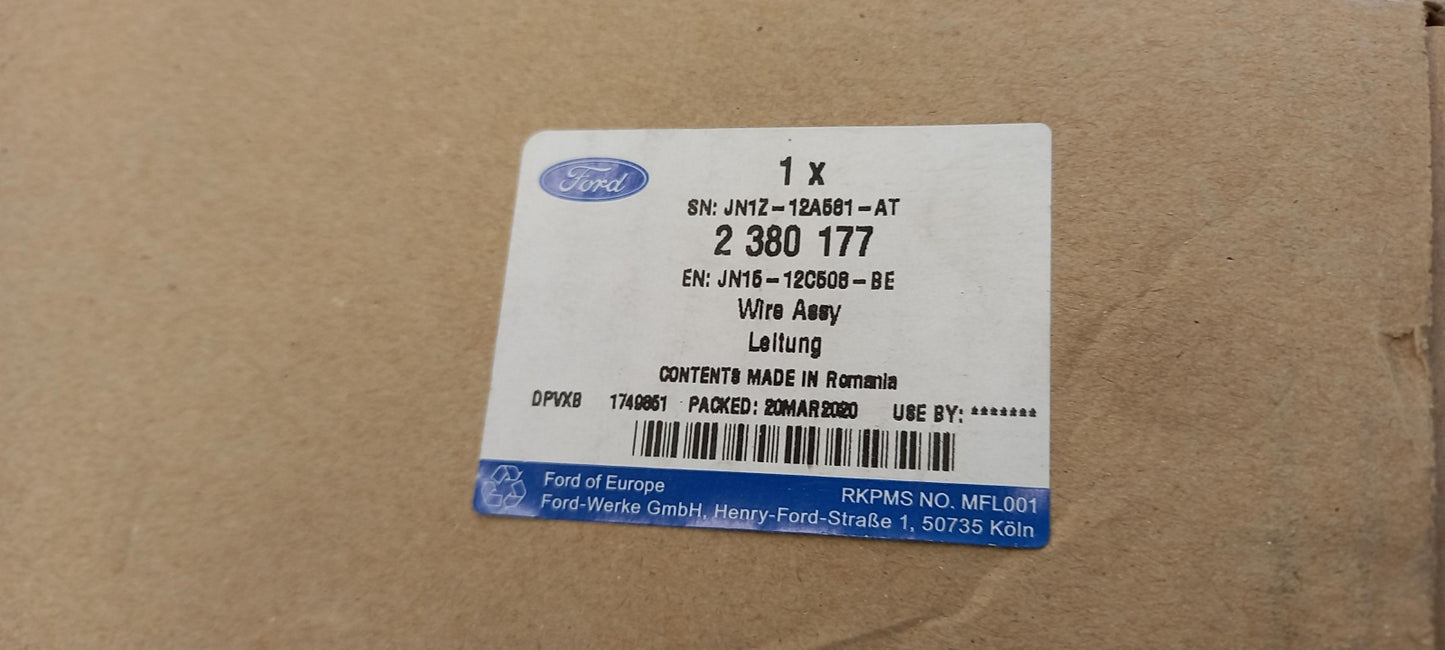 Ford
1 x
SN: JN1Z-12A581-AT
2 380 177
EN: JN15-12C508-BE
Wire Assy
Leitung
CONTENTS MADE IN Romania
DPVXB 1749851 PACKED: 20MAR2020 USE BY: *******
Ford of Europe
RKPMS NO. MFL001
Ford-Werke GmbH, Henry-Ford-Straße 1, 50735 Köln